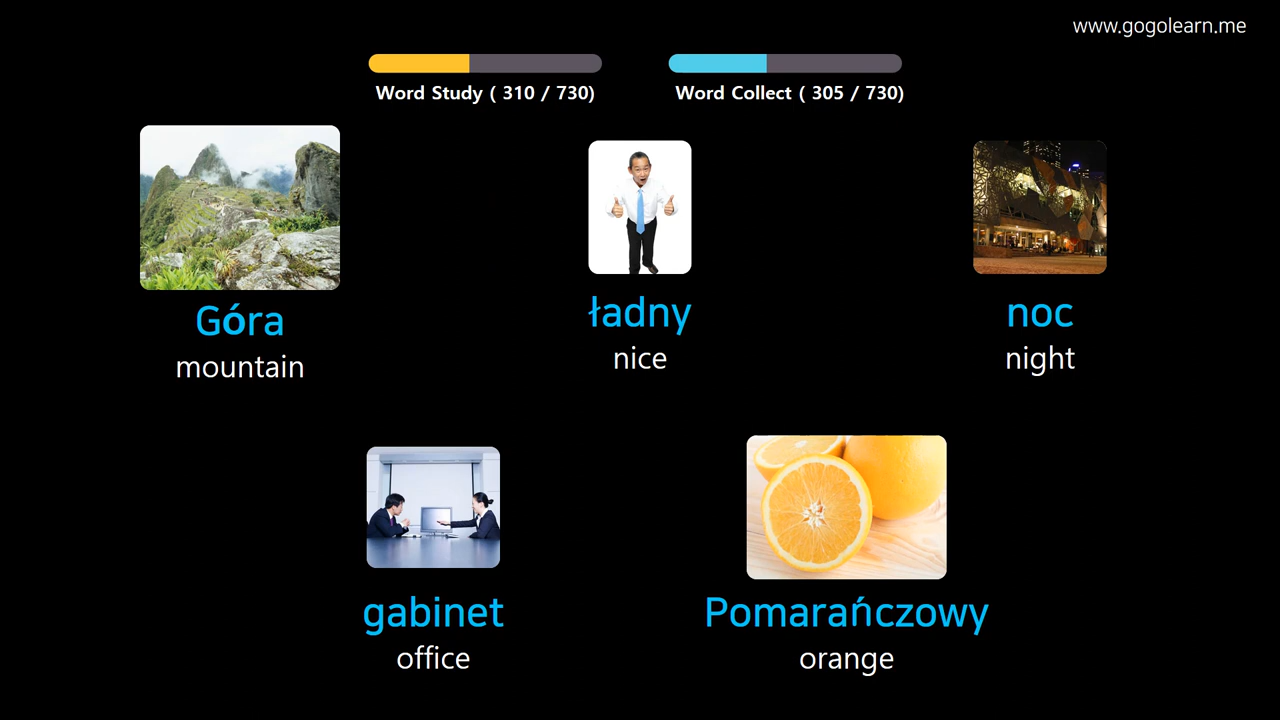 www.gogolearn.me
Word Study ( 310 / 730)
Word Collect ( 305 / 730)
Góra
mountain
ładny
nice
noc
night
gabinet
office
Pomarańczowy
orange